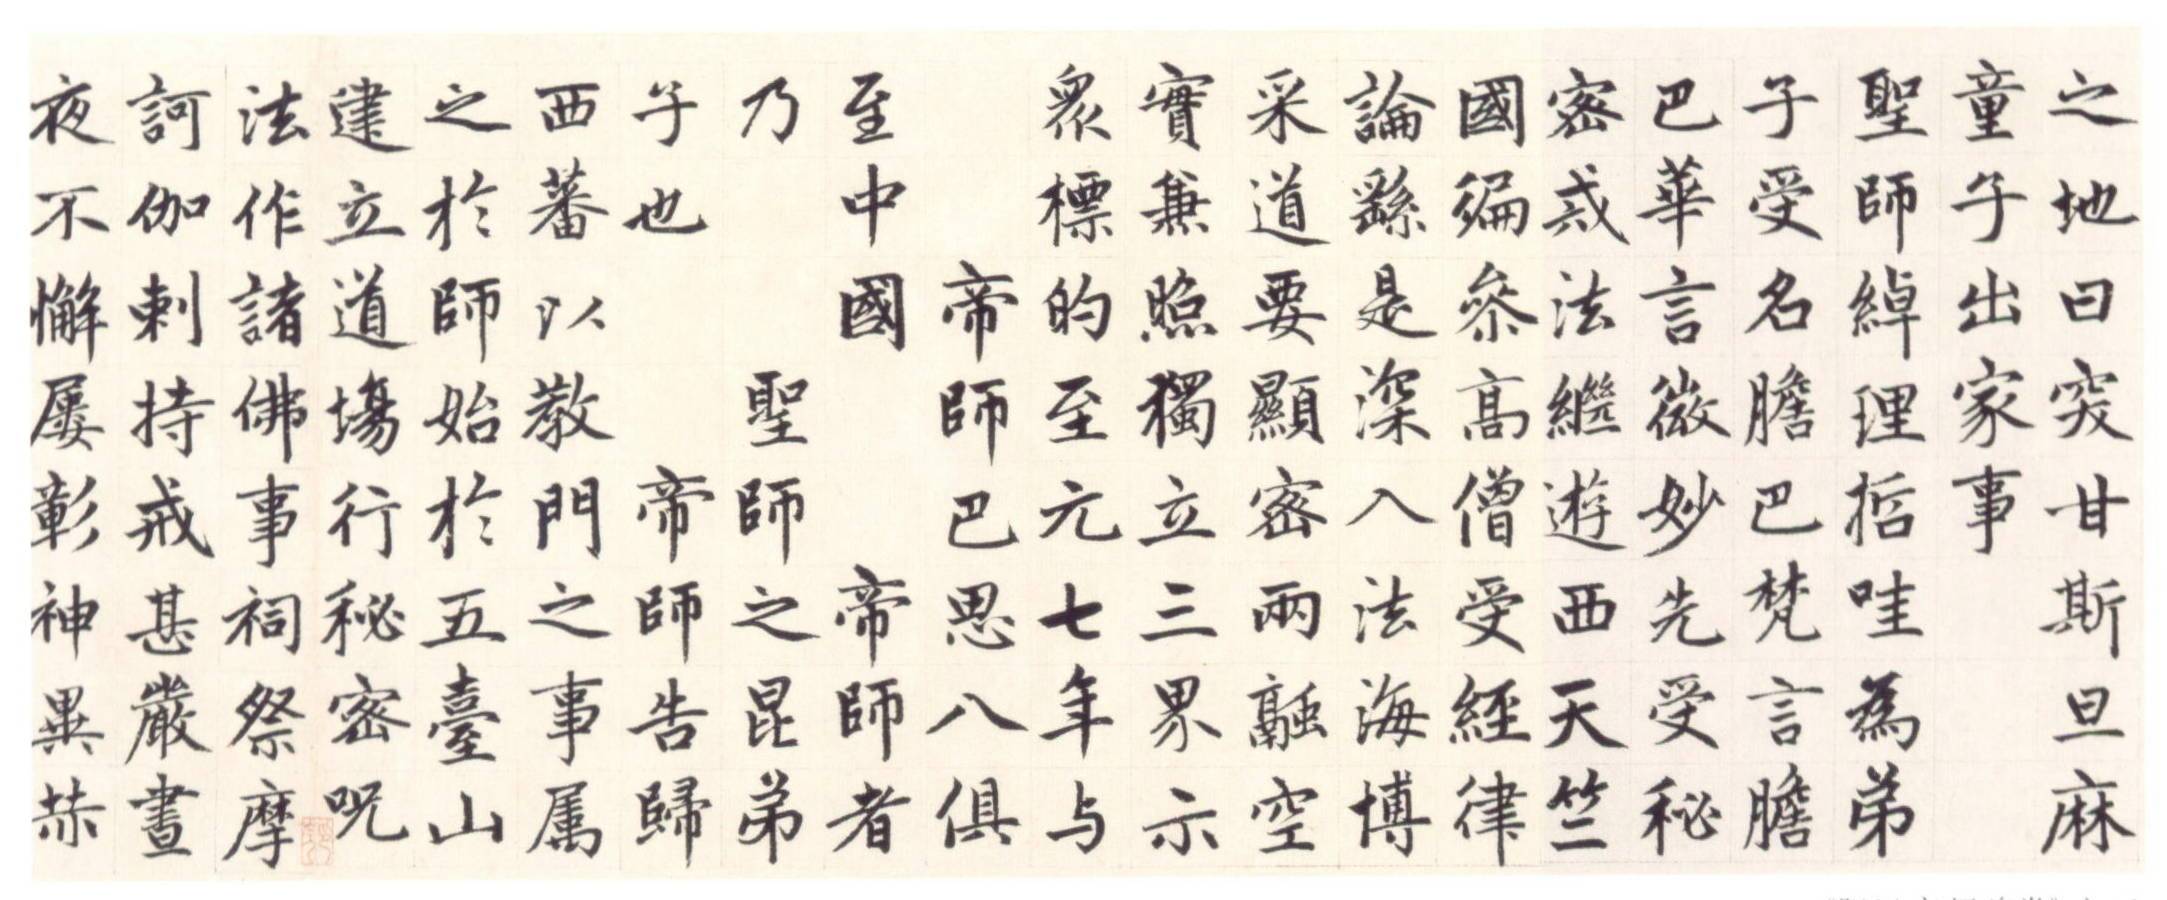 之地曰突甘斯旦麻
童子出家事
聖師綽理哲哇為弟
子受名膽巴梵言膽
巴華言微妙先受秘
密戒法繼遊西天竺
國徧參高僧受經律
論繇是深入法海博
采道要顯密兩融空
實兼照獨立三界示
眾標的至元七年与
帝師巴思八俱
至中國
帝師者
乃
聖師之昆弟
子也
帝師告歸
西蕃以教門之事属
之於師始於五臺山
建立道場行秘密呪
法作諸佛事祠祭摩
訶伽剌持戒甚嚴晝
夜不懈屢彰神異赫